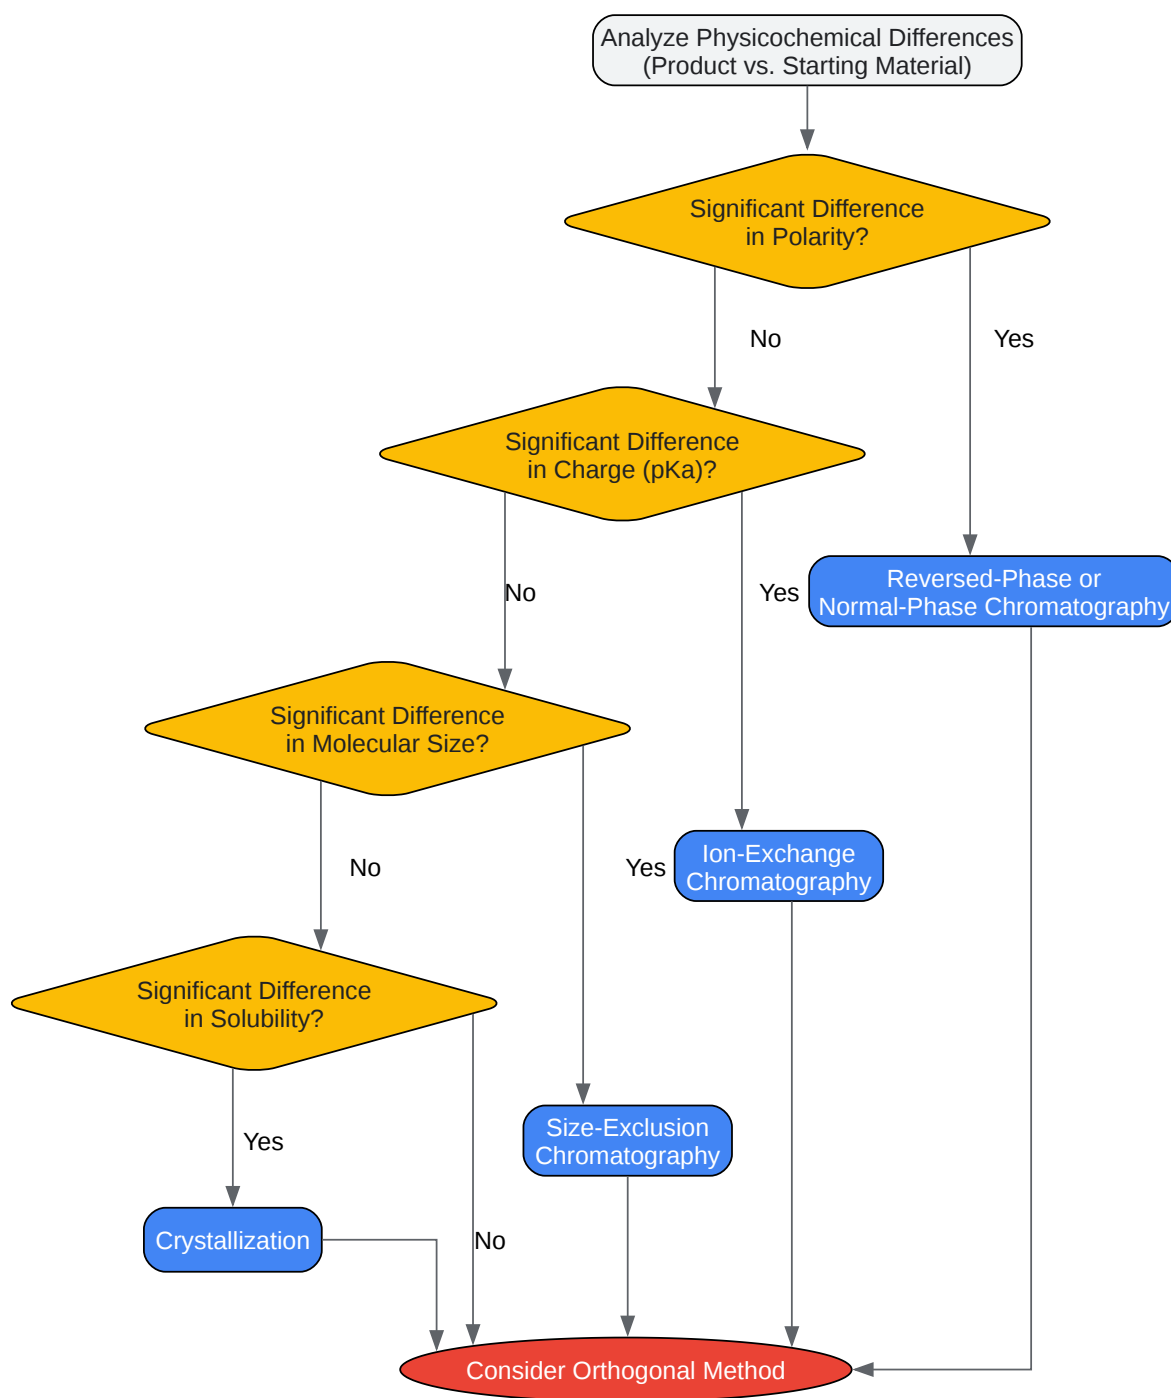 Analyze Physicochemical Differences
(Product vs. Starting Material)
Significant Difference
in Polarity?
No
Yes
Significant Difference
in Charge (pKa)?
No
Yes
Reversed-Phase or
Normal-Phase Chromatography
Significant Difference
in Molecular Size?
No
Yes
Ion-Exchange
Chromatography
Significant Difference
in Solubility?
Yes
No
Size-Exclusion
Chromatography
Crystallization
Consider Orthogonal Method